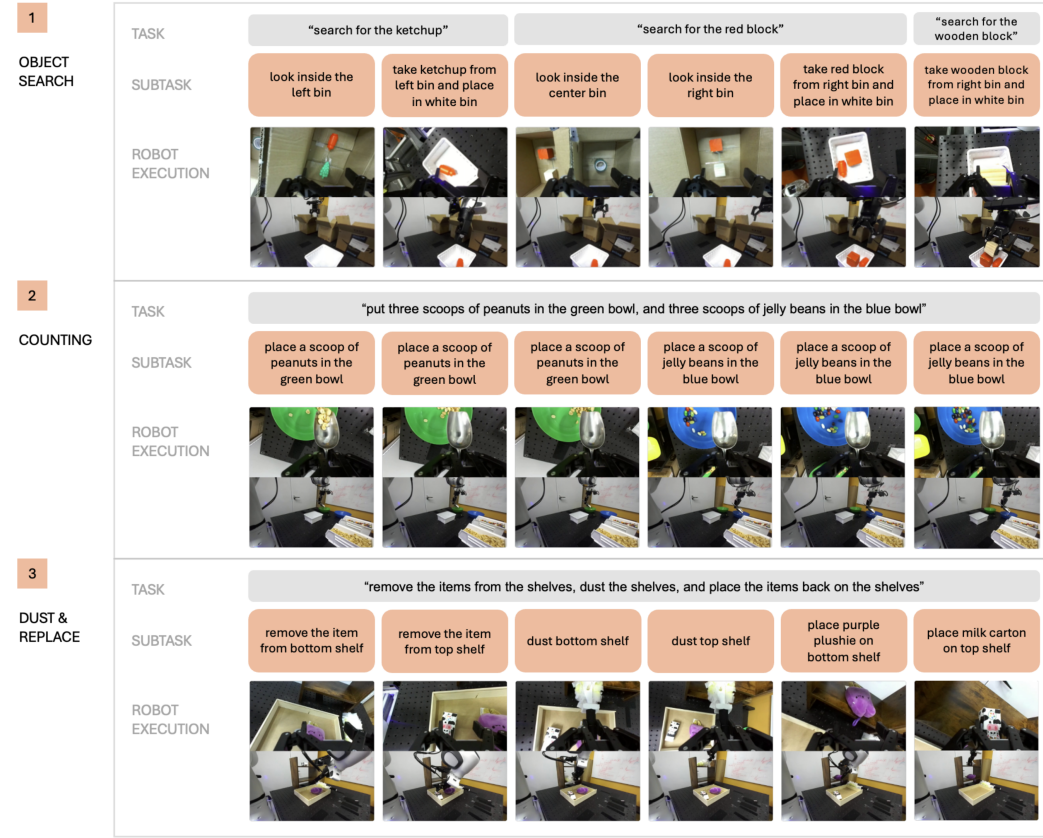 1
OBJECT
SEARCH
TASK
“search for the ketchup”
“search for the red block”
“search for the
wooden block”
SUBTASK
look inside the
left bin
take ketchup from
left bin and place
in white bin
look inside the
center bin
look inside the
right bin
take red block
from right bin and
place in white bin
take wooden block
from right bin and
place in white bin
ROBOT
EXECUTION
2
COUNTING
TASK
“put three scoops of peanuts in the green bowl, and three scoops of jelly beans in the blue bowl”
SUBTASK
place a scoop of
peanuts in the
green bowl
place a scoop of
peanuts in the
green bowl
place a scoop of
peanuts in the
green bowl
place a scoop of
jelly beans in the
blue bowl
place a scoop of
jelly beans in the
blue bowl
place a scoop of
jelly beans in the
blue bowl
ROBOT
EXECUTION
3
DUST &
REPLACE
TASK
“remove the items from the shelves, dust the shelves, and place the items back on the shelves”
SUBTASK
remove the item
from bottom shelf
remove the item
from top shelf
dust bottom shelf
dust top shelf
place purple
plushie on
bottom shelf
place milk carton
on top shelf
ROBOT
EXECUTION